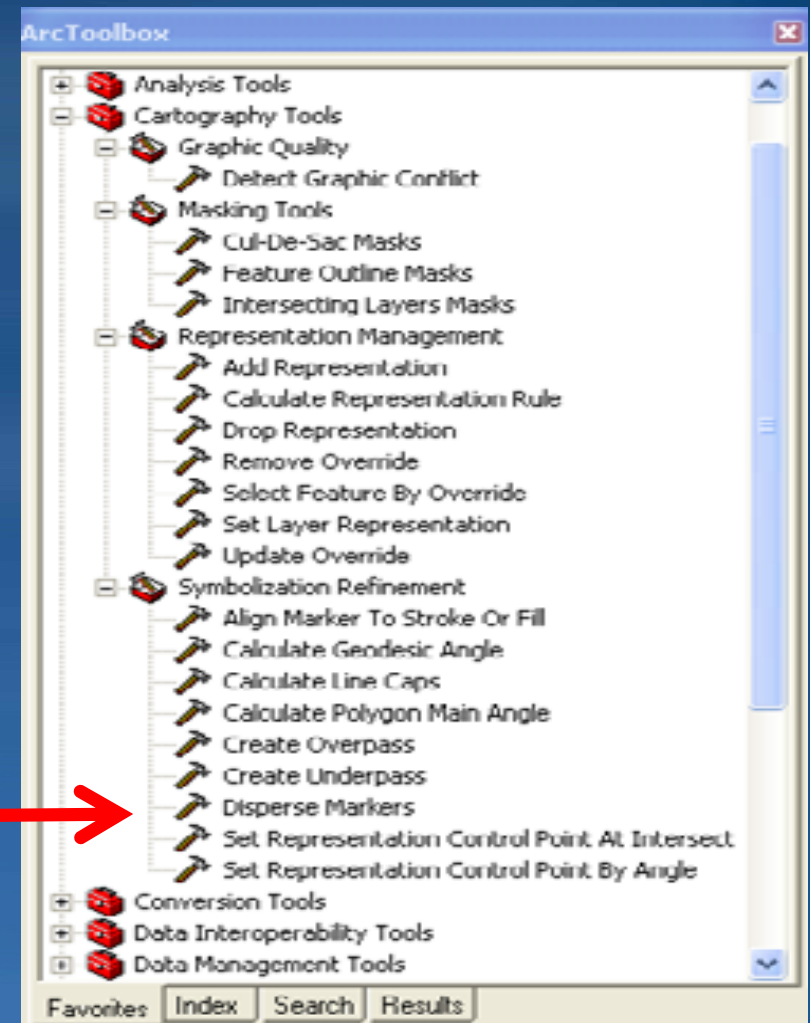 ArcToolbox
Analysis Tools
Cartography Tools
Graphic Quality
Detect Graphic Conflict
Masking Tools
Cul-De-Sac Masks
Feature Outline Masks
Intersecting Layers Masks
Representation Management
Add Representation
Calculate Representation Rule
Drop Representation
Remove Override
Select Feature By Override
Set Layer Representation
Update Override
Symbolization Refinement
Align Marker To Stroke Or Fill
Calculate Geodesic Angle
Calculate Line Caps
Calculate Polygon Main Angle
Create Overpass
Create Underpass
Disperse Markers
Set Representation Control Point At Intersect
Set Representation Control Point By Angle
Conversion Tools
Data Interoperability Tools
Data Management Tools
Favorites Index Search Results